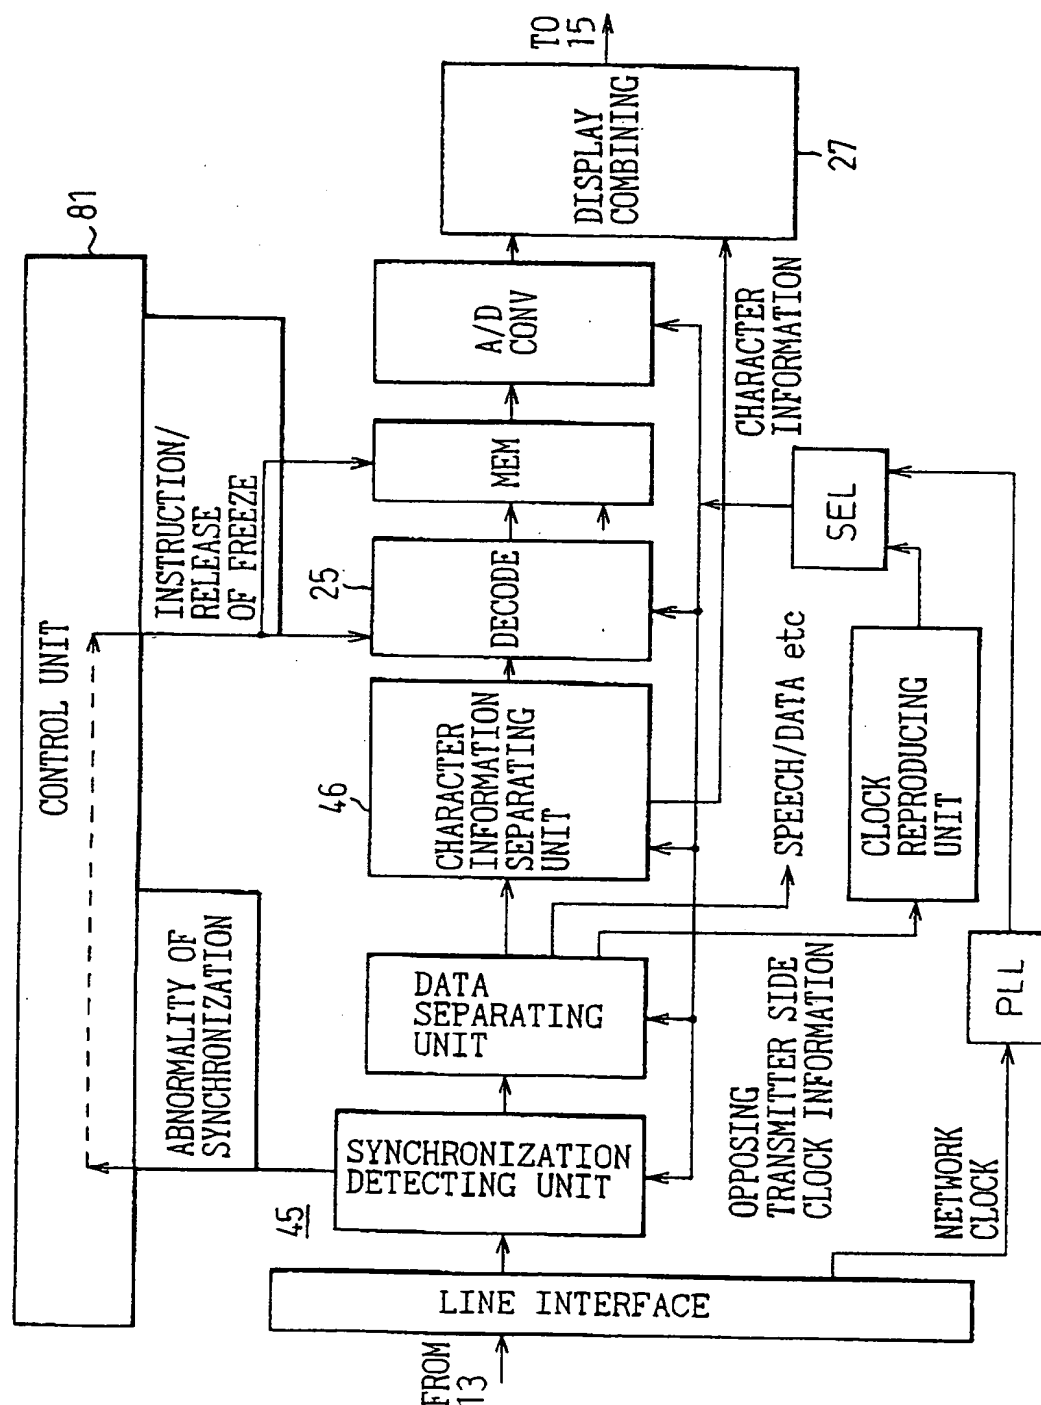 CONTROL UNIT
81
ABNORMALITY OF
SYNCHRONIZATION
INSTRUCTION/
RELEASE
OF FREEZE
FROM
13
LINE INTERFACE
45
SYNCHRONIZATION
DETECTING UNIT
DATA
SEPARATING
UNIT
46
CHARACTER
INFORMATION
SEPARATING
UNIT
25
DECODE
MEM
A/D
CONV
DISPLAY
COMBINING
27
TO
15
CHARACTER
INFORMATION
SPEECH/DATA etc
OPPOSING
TRANSMITTER SIDE
CLOCK INFORMATION
CLOCK
REPRODUCING
UNIT
SEL
NETWORK
CLOCK
PLL